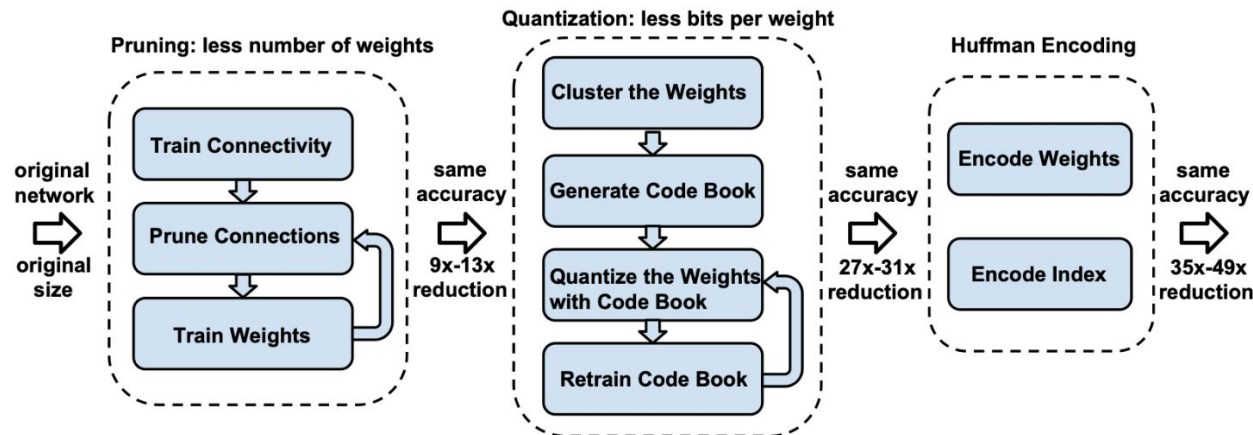 Quantization: less bits per weight
Pruning: less number of weights
Huffman Encoding
original
network
original
size
Train Connectivity
Prune Connections
Train Weights
same
accuracy
9x-13x
reduction
Cluster the Weights
Generate Code Book
Quantize the Weights
with Code Book
Retrain Code Book
same
accuracy
27x-31x
reduction
Encode Weights
Encode Index
same
accuracy
35x-49x
reduction